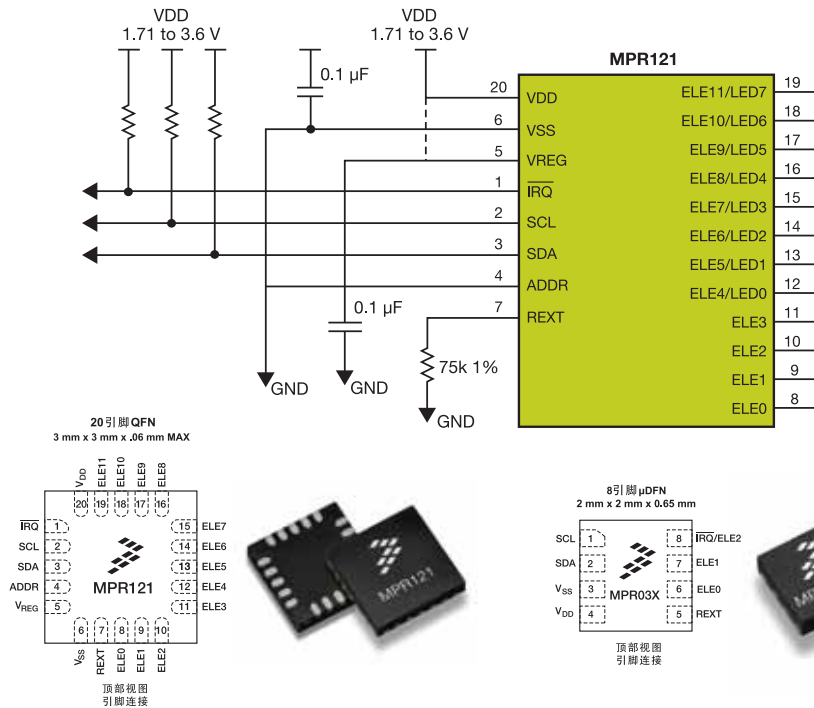 VDD
1.71 to 3.6 V
VDD
1.71 to 3.6 V
0.1 µF
MPR121
20
VDD
6
VSS
5
VREG
1
IRQ
2
SCL
3
SDA
4
ADDR
7
REXT
ELE11/LED7
19
ELE10/LED6
18
ELE9/LED5
17
ELE8/LED4
16
ELE7/LED3
15
ELE6/LED2
14
ELE5/LED1
13
ELE4/LED0
12
ELE3
11
ELE2
10
ELE1
9
ELE0
8
0.1 µF
75k 1%
GND
GND
GND
20引脚QFN
3 mm x 3 mm x .06 mm MAX
VDD
ELE11
ELE10
ELE9
ELE8
20
19
18
17
16
IRQ
1
SCL
2
SDA
3
ADDR
4
VREG
5
MPR121
15
ELE7
14
ELE6
13
ELE5
12
ELE4
11
ELE3
6
7
8
9
10
VSS
REXT
ELE0
ELE1
ELE2
顶部视图
引脚连接
MPR121
8引脚µDFN
2 mm x 2 mm x 0.65 mm
SCL
1
SDA
2
VSS
3
VDD
4
MPR03X
8
IRQ/ELE2
7
ELE1
6
ELE0
5
REXT
顶部视图
引脚连接